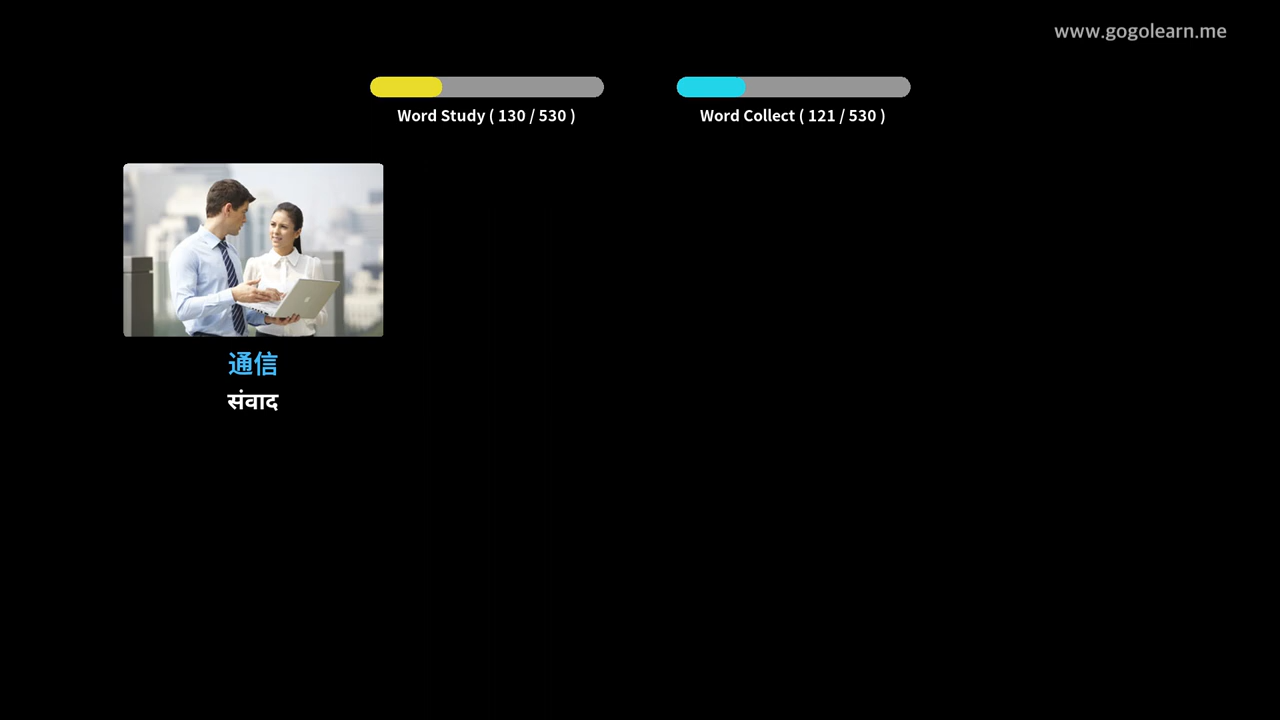 www.gogolearn.me
Word Study ( 130 / 530 )
Word Collect ( 121 / 530 )
通信
संवाद